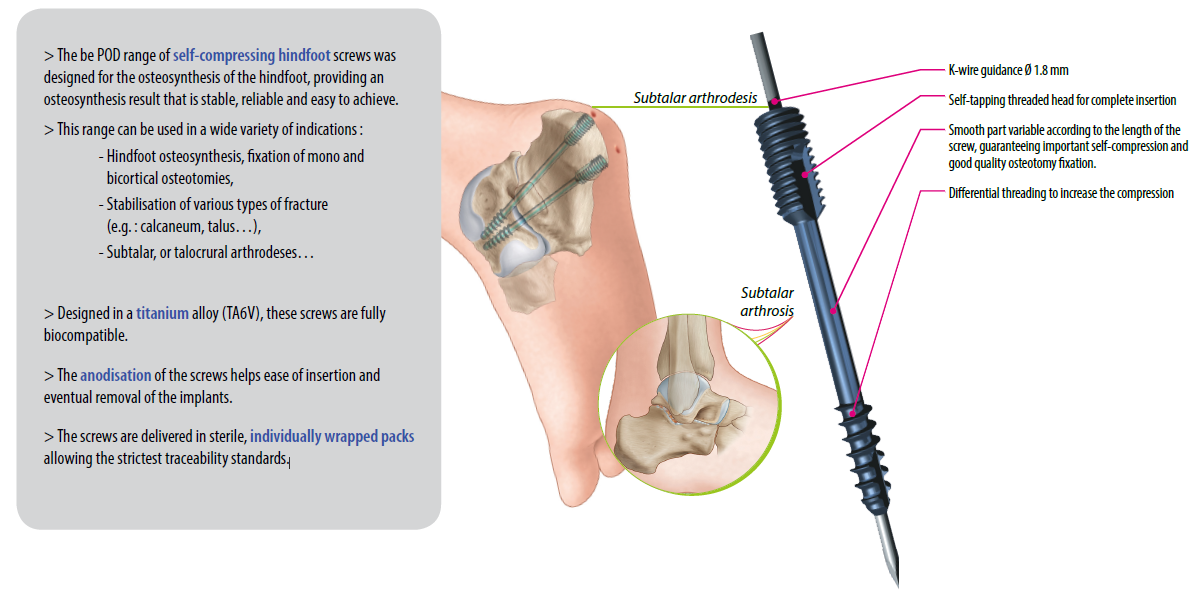 > The be POD range of self-compressing hindfoot screws was
designed for the osteosynthesis of the hindfoot, providing an
osteosynthesis result that is stable, reliable and easy to achieve.
> This range can be used in a wide variety of indications :
- Hindfoot osteosynthesis, fixation of mono and
bicortical osteotomies,
- Stabilisation of various types of fracture
(e.g. : calcaneum, talus…),
- Subtalar, or talocrural arthrodeses…
> Designed in a titanium alloy (TA6V), these screws are fully
biocompatible.
> The anodisation of the screws helps ease of insertion and
eventual removal of the implants.
> The screws are delivered in sterile, individually wrapped packs
allowing the strictest traceability standards.
Subtalar arthrodesis
Subtalar
arthrosis
K-wire guidance Ø 1.8 mm
Self-tapping threaded head for complete insertion
Smooth part variable according to the length of the
screw, guaranteeing important self-compression and
good quality osteotomy fixation.
Differential threading to increase the compression